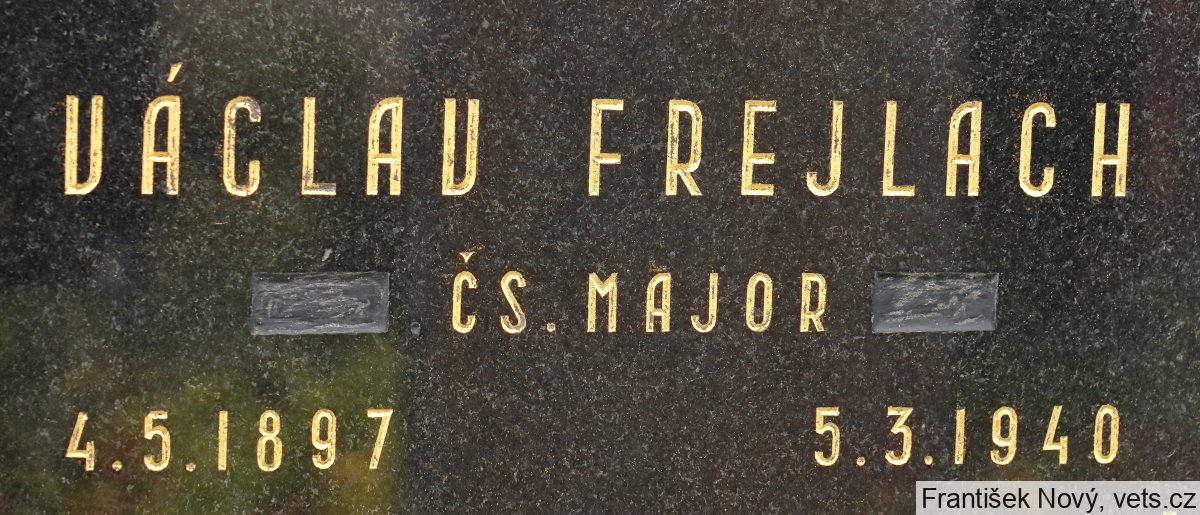 VÁCLAV FREJLACH
ČS. MAJOR
4.5.1897 5.3.1940
František Nový, vets.cz